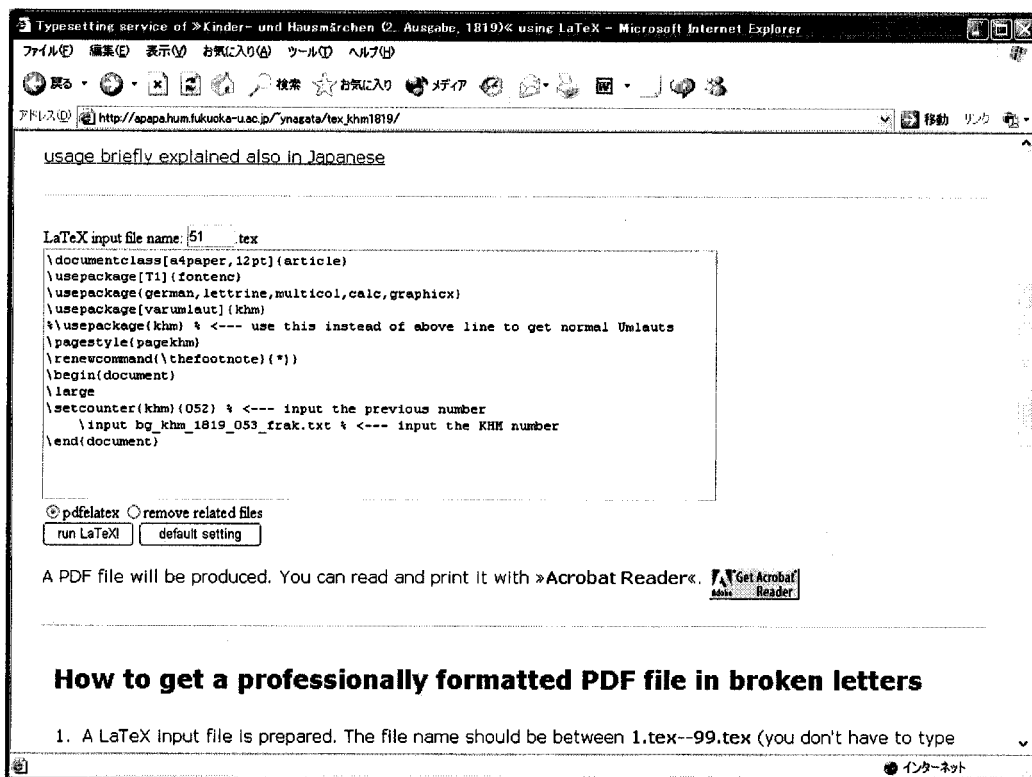 Typesetting service of »Kinder- und Hausmärchen (2. Ausgabe, 1819)« using LaTeX - Microsoft Internet Explorer
ファイル(F) 編集(E) 表示(V) お気に入り(A) ツール(T) ヘルプ(H)
戻る 検索 お気に入り メディア
アドレス(D) http://apapa.hum.fukuoka-u.ac.jp/~ynagata/tex_khm1819/ 移動 リンク
usage briefly explained also in Japanese
LaTeX input file name: 51 .tex
\documentclass[a4paper,12pt]{article}
\usepackage[T1]{fontenc}
\usepackage{german,lettrine,multicol,calc,graphicx}
\usepackage[varumlaut]{khm}
%\usepackage{khm} % <--- use this instead of above line to get normal Umlauts
\pagestyle{pagekhm}
\renewcommand{\thefootnote}{*)}
\begin{document}
\large
\setcounter{khm}{052} % <--- input the previous number
\input bg_khm_1819_053_frak.txt % <--- input the KHM number
\end{document}
pdfelatex remove related files
run LaTeX! default setting
A PDF file will be produced. You can read and print it with »Acrobat Reader«. Get Acrobat Reader Adobe
How to get a professionally formatted PDF file in broken letters
1. A LaTeX input file is prepared. The file name should be between 1.tex--99.tex (you don't have to type
インターネット